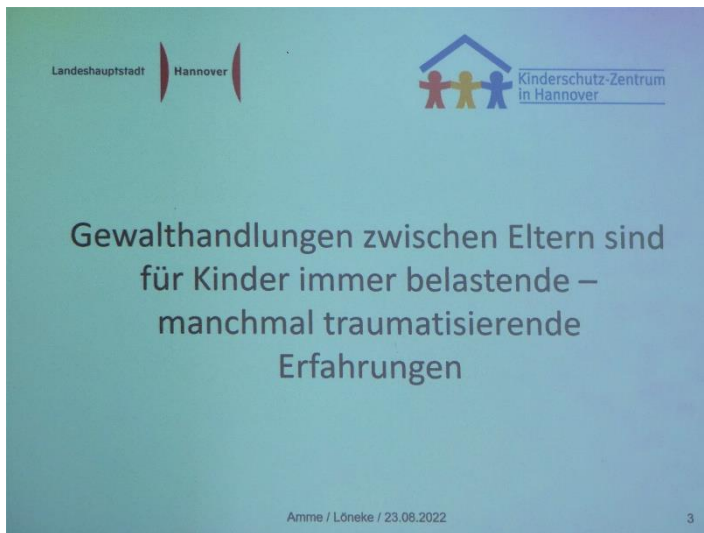 Landeshauptstadt Hannover
Kinderschutz-Zentrum
in Hannover
Gewalthandlungen zwischen Eltern sind
für Kinder immer belastende –
manchmal traumatisierende
Erfahrungen
Amme / Löneke / 23.08.2022
3